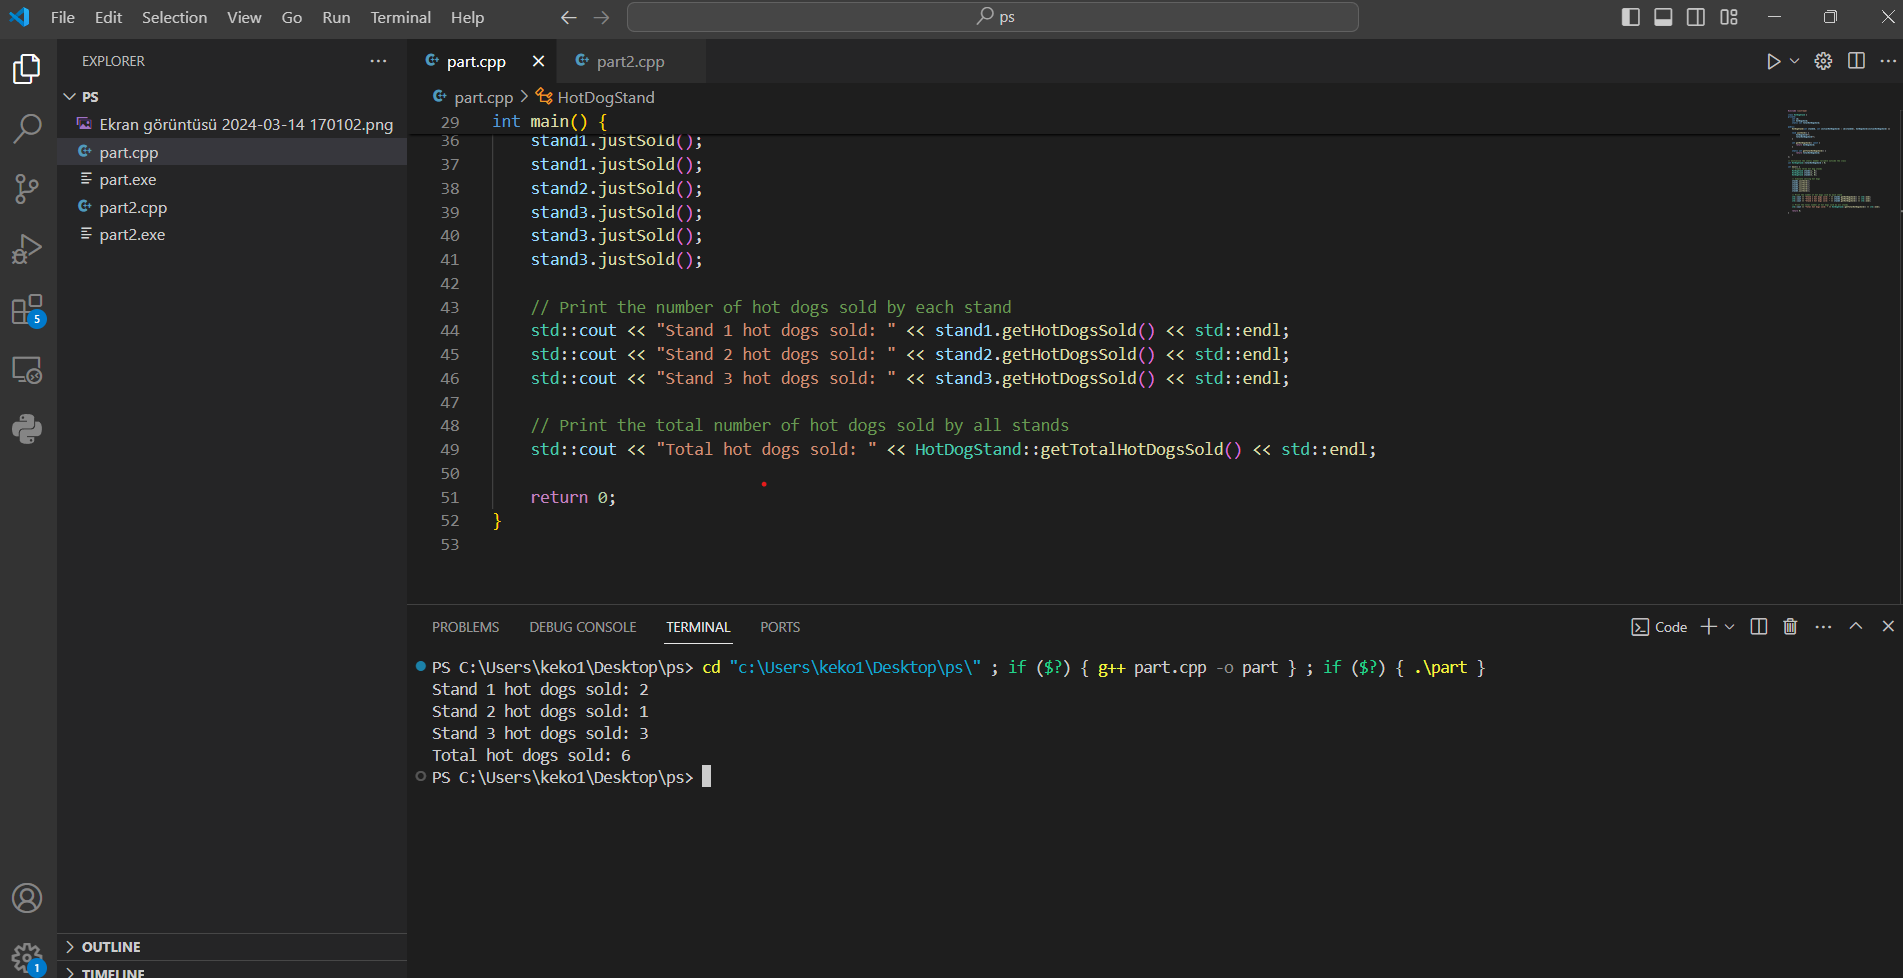 File Edit Selection View Go Run Terminal Help
ps
EXPLORER
PS
Ekran görüntüsü 2024-03-14 170102.png
part.cpp
part.exe
part2.cpp
part2.exe
OUTLINE
TIMELINE
5
1
part.cpp
part2.cpp
part.cpp > HotDogStand
29 int main() {
36 stand1.justSold();
37 stand1.justSold();
38 stand2.justSold();
39 stand3.justSold();
40 stand3.justSold();
41 stand3.justSold();
42
43 // Print the number of hot dogs sold by each stand
44 std::cout << "Stand 1 hot dogs sold: " << stand1.getHotDogsSold() << std::endl;
45 std::cout << "Stand 2 hot dogs sold: " << stand2.getHotDogsSold() << std::endl;
46 std::cout << "Stand 3 hot dogs sold: " << stand3.getHotDogsSold() << std::endl;
47
48 // Print the total number of hot dogs sold by all stands
49 std::cout << "Total hot dogs sold: " << HotDogStand::getTotalHotDogsSold() << std::endl;
50
51 return 0;
52 }
53
PROBLEMS DEBUG CONSOLE TERMINAL PORTS
Code
PS C:\Users\keko1\Desktop\ps> cd "c:\Users\keko1\Desktop\ps\" ; if ($?) { g++ part.cpp -o part } ; if ($?) { .\part }
Stand 1 hot dogs sold: 2
Stand 2 hot dogs sold: 1
Stand 3 hot dogs sold: 3
Total hot dogs sold: 6
PS C:\Users\keko1\Desktop\ps>